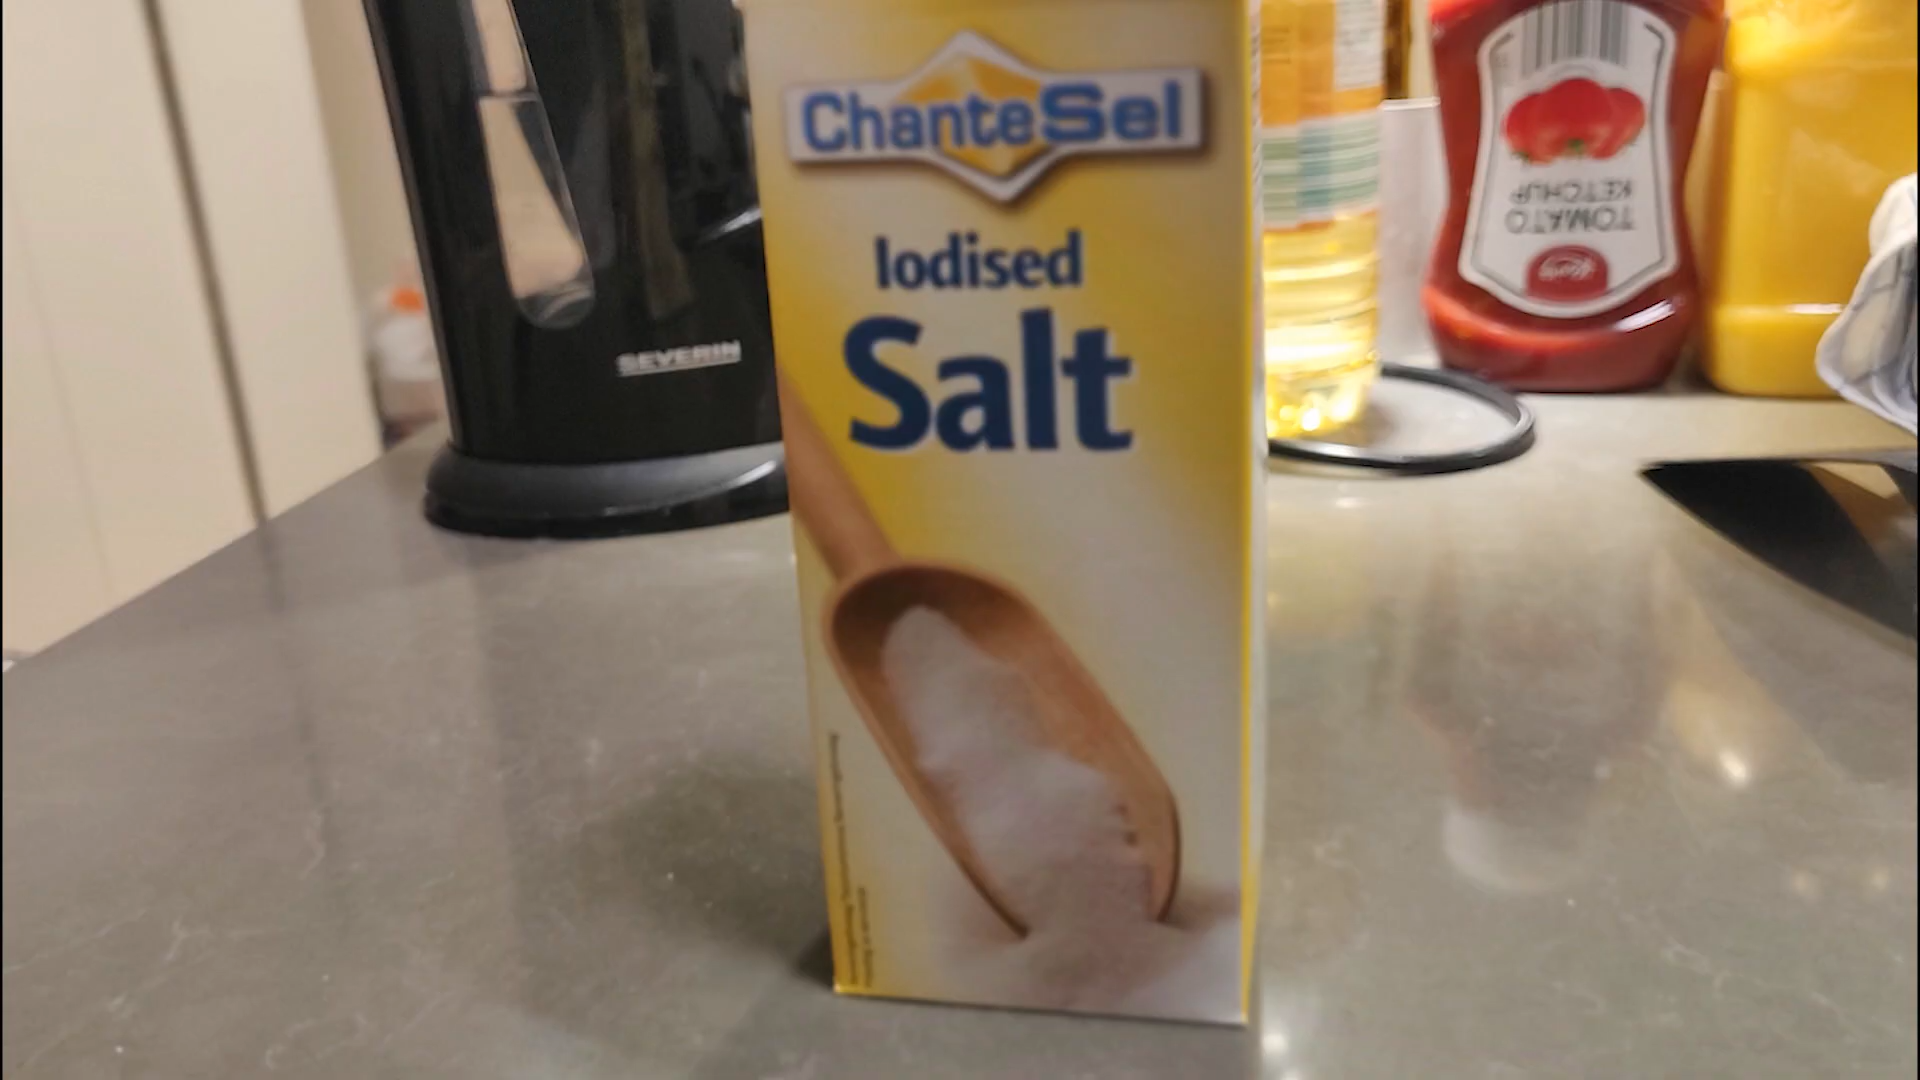 ChanteSel
Iodised
Salt
SEVERIN
TOMATO
KETCHUP